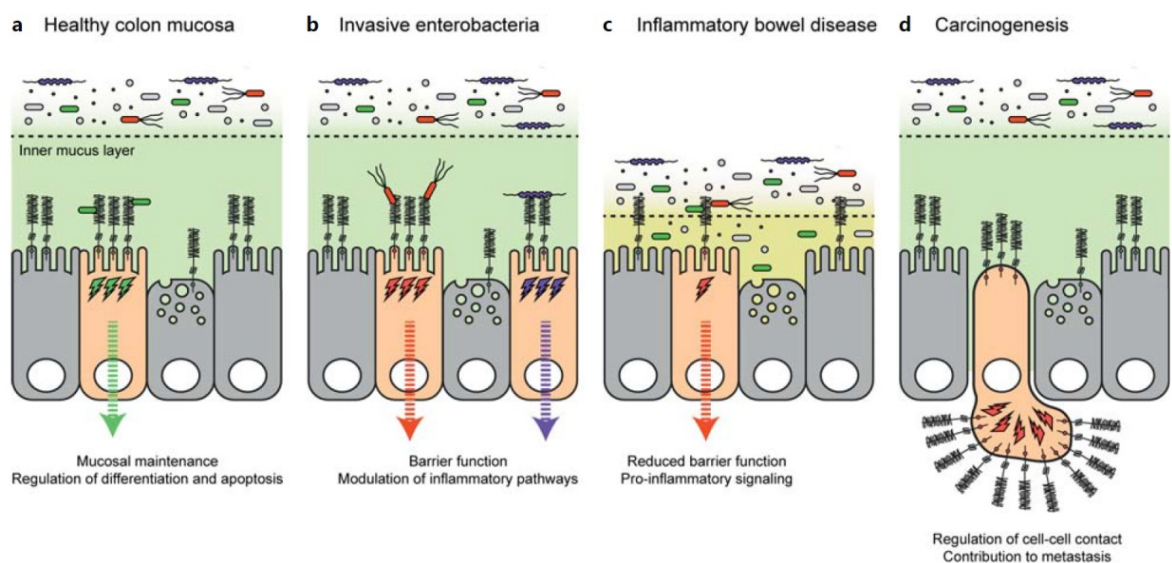 a Healthy colon mucosa
b Invasive enterobacteria
c Inflammatory bowel disease
d Carcinogenesis
Inner mucus layer
Mucosal maintenance
Regulation of differentiation and apoptosis
Barrier function
Modulation of inflammatory pathways
Reduced barrier function
Pro-inflammatory signaling
Regulation of cell-cell contact
Contribution to metastasis